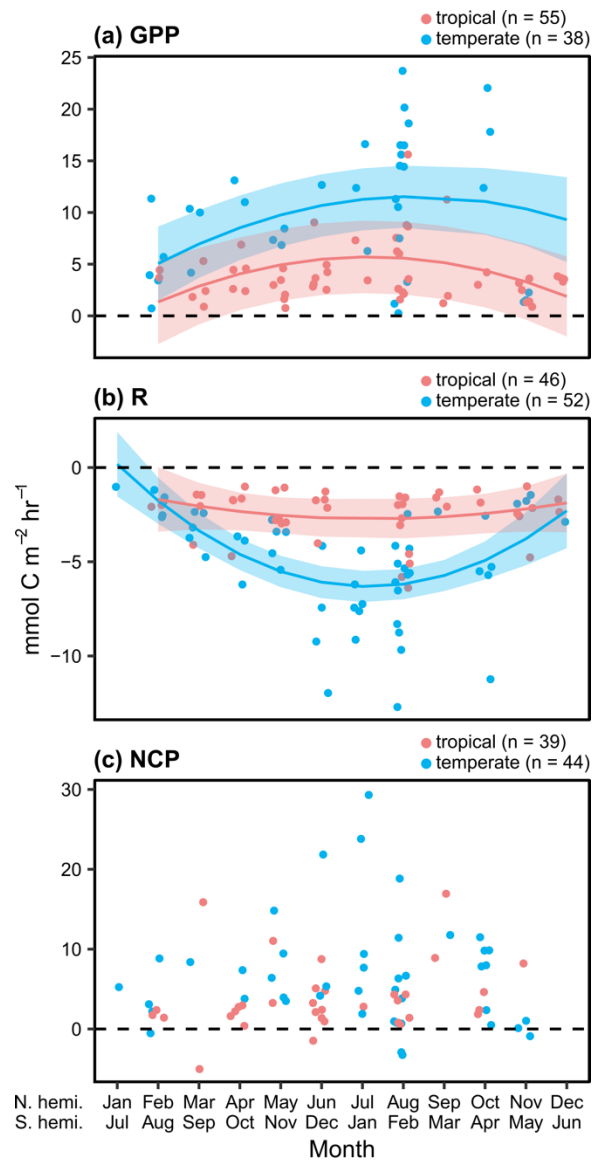 (a) GPP
tropical (n = 55)
temperate (n = 38)
25
20
15
10
5
0
(b) R
tropical (n = 46)
temperate (n = 52)
0
−5
−10
mmol C m⁻² hr⁻¹
(c) NCP
tropical (n = 39)
temperate (n = 44)
30
20
10
0
N. hemi. Jan Feb Mar Apr May Jun Jul Aug Sep Oct Nov Dec
S. hemi. Jul Aug Sep Oct Nov Dec Jan Feb Mar Apr May Jun
Month